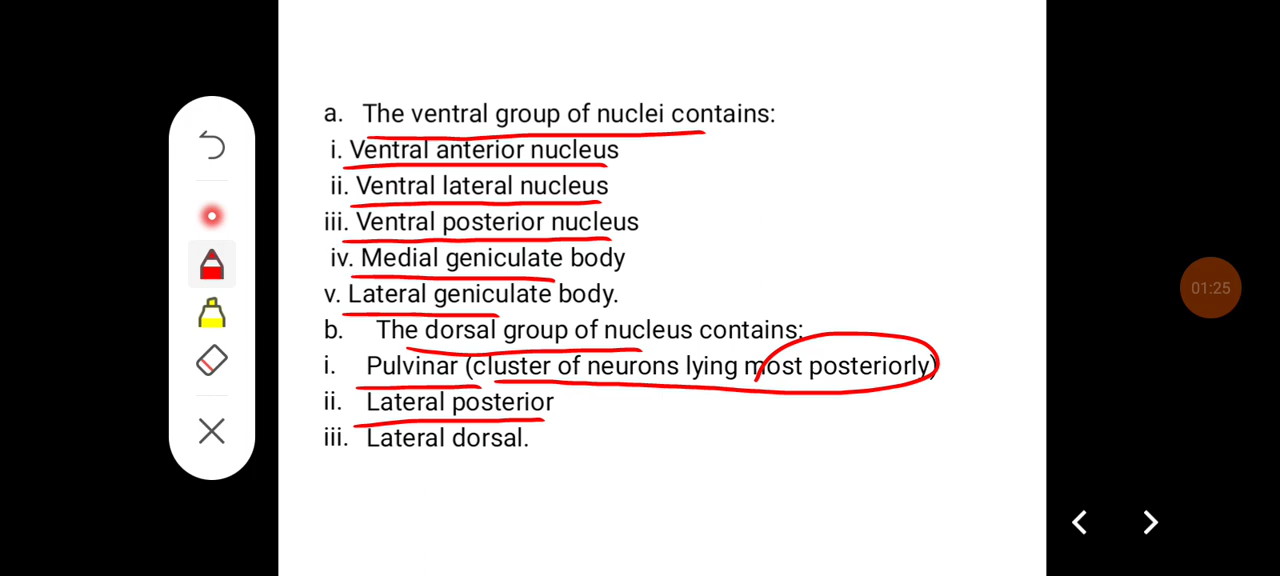 a. The ventral group of nuclei contains:
i. Ventral anterior nucleus
ii. Ventral lateral nucleus
iii. Ventral posterior nucleus
iv. Medial geniculate body
v. Lateral geniculate body.
b. The dorsal group of nucleus contains:
i. Pulvinar (cluster of neurons lying most posteriorly)
ii. Lateral posterior
iii. Lateral dorsal.
01:25